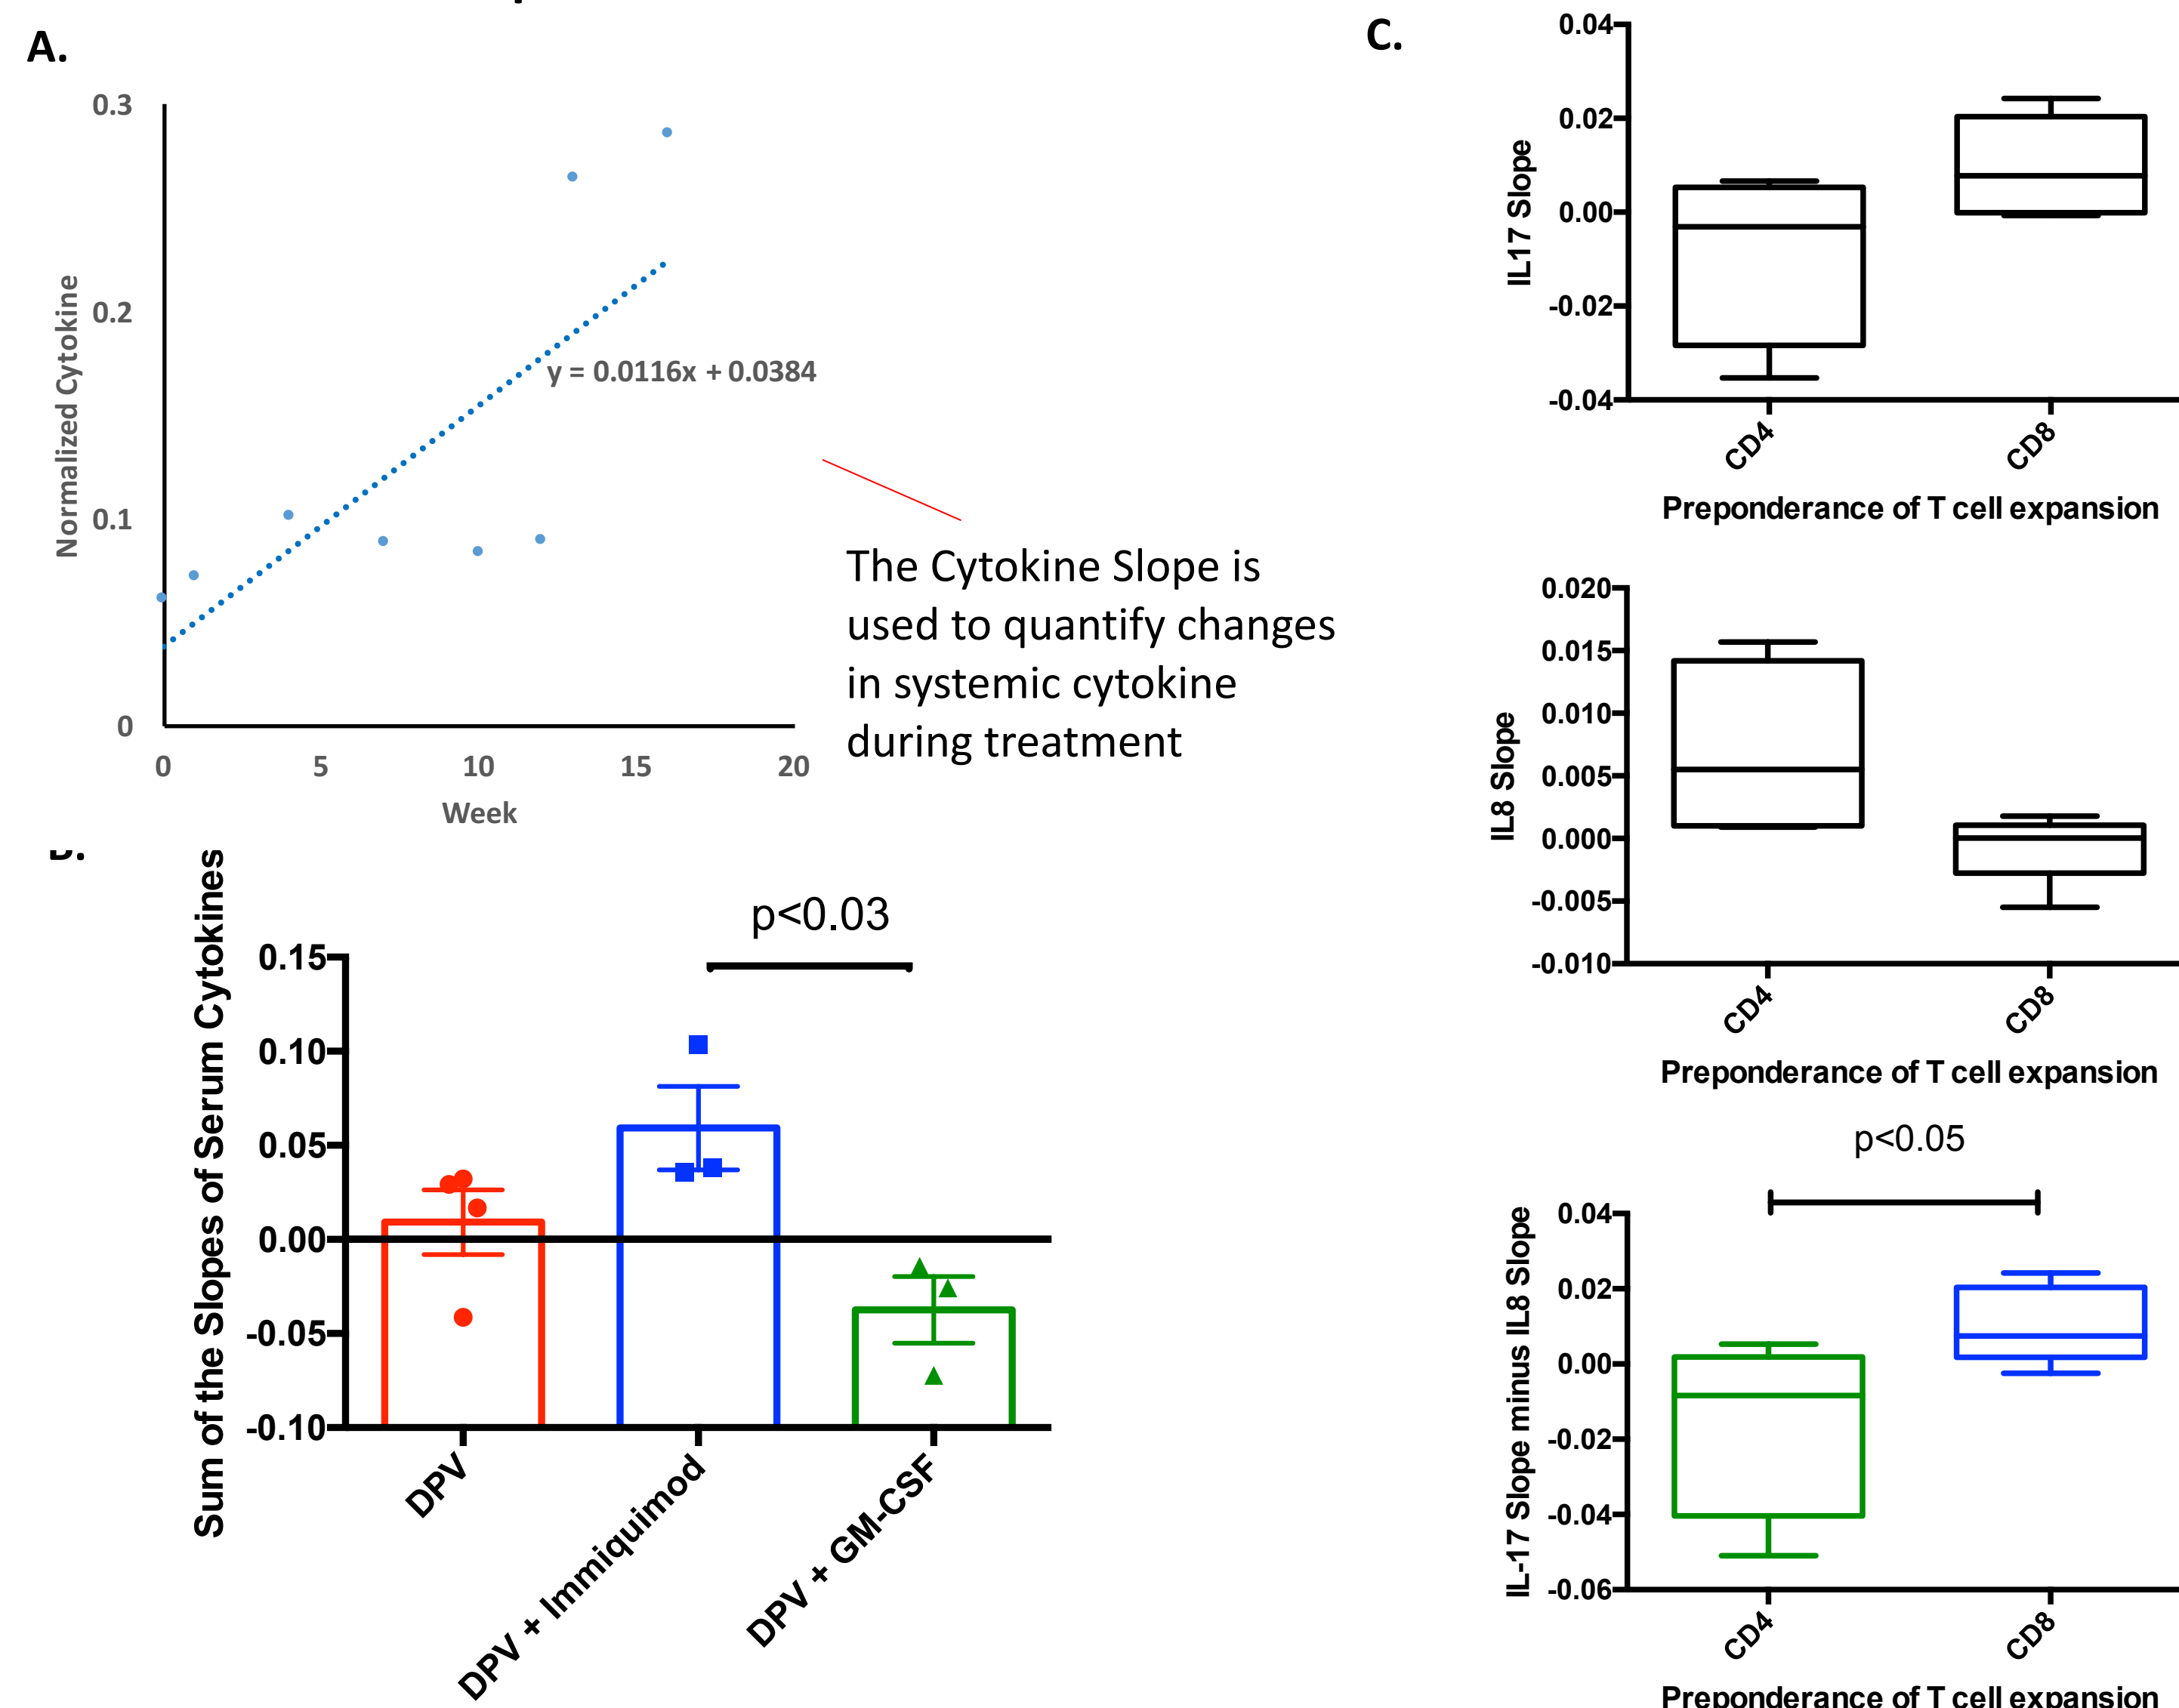 A.
0.3
0.2
0.1
0
Normalized Cytokine
y = 0.0116x + 0.0384
0 5 10 15 20
Week
The Cytokine Slope is
used to quantify changes
in systemic cytokine
during treatment
Sum of the Slopes of Serum Cytokines
p<0.03
0.15
0.10
0.05
0.00
-0.05
-0.10
DPV
DPV + Immiquimod
DPV + GM-CSF
C.
IL17 Slope
0.04
0.02
0.00
-0.02
-0.04
CD4
CD8
Preponderance of T cell expansion
IL8 Slope
0.020
0.015
0.010
0.005
0.000
-0.005
-0.010
CD4
CD8
Preponderance of T cell expansion
p<0.05
IL-17 Slope minus IL8 Slope
0.04
0.02
0.00
-0.02
-0.04
-0.06
CD4
CD8
Preponderance of T cell expansion